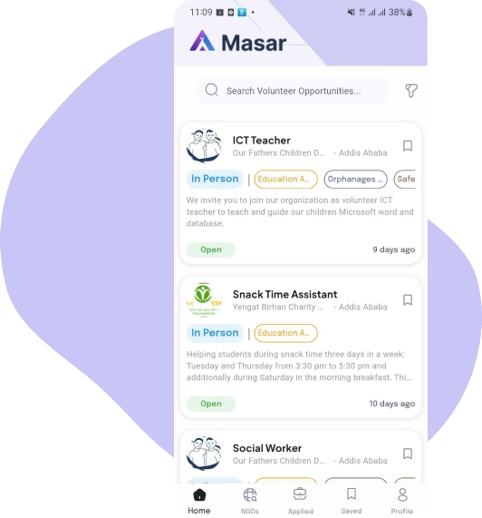 11:09 38%
Masar
Search Volunteer Opportunities...
ICT Teacher
Our Fathers Children D... - Addis Ababa
In Person | Education A... Orphanages ... Safe
We invite you to join our organization as volunteer ICT
teacher to teach and guide our children Microsoft word and
database.
Open 9 days ago
Snack Time Assistant
Yengat Birhan Charity ... - Addis Ababa
In Person | Education A...
Helping students during snack time three days in a week:
Tuesday and Thursday from 3:30 pm to 5:30 pm and
additionally during Saturday in the morning breakfast. Thi...
Open 10 days ago
Social Worker
Our Fathers Children D... - Addis Ababa
Home NGOs Applied Saved Profile